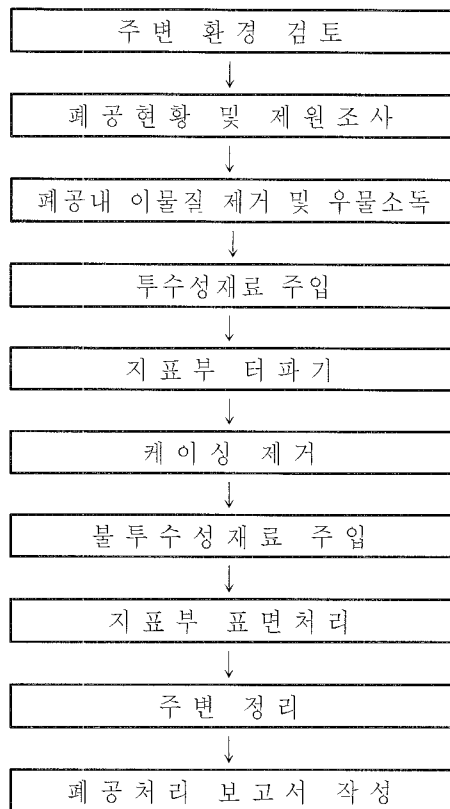 주변 환경 검토
폐공현황 및 제원조사
폐공내 이물질 제거 및 우물소독
투수성재료 주입
지표부 터파기
케이싱 제거
불투수성재료 주입
지표부 표면처리
주변 정리
폐공처리 보고서 작성